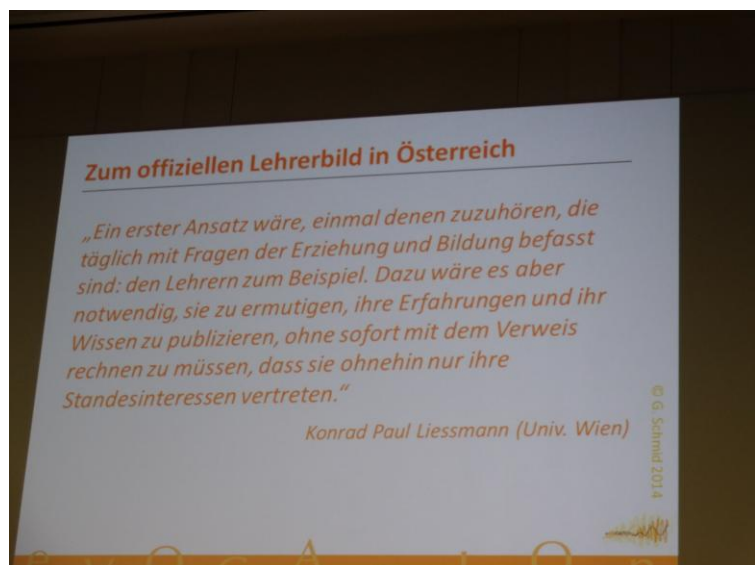 Zum offiziellen Lehrerbild in Österreich
„Ein erster Ansatz wäre, einmal denen zuzuhören, die
täglich mit Fragen der Erziehung und Bildung befasst
sind: den Lehrern zum Beispiel. Dazu wäre es aber
notwendig, sie zu ermutigen, ihre Erfahrungen und ihr
Wissen zu publizieren, ohne sofort mit dem Verweis
rechnen zu müssen, dass sie ohnehin nur ihre
Standesinteressen vertreten.“
Konrad Paul Liessmann (Univ. Wien)
© G. Schmid 2014